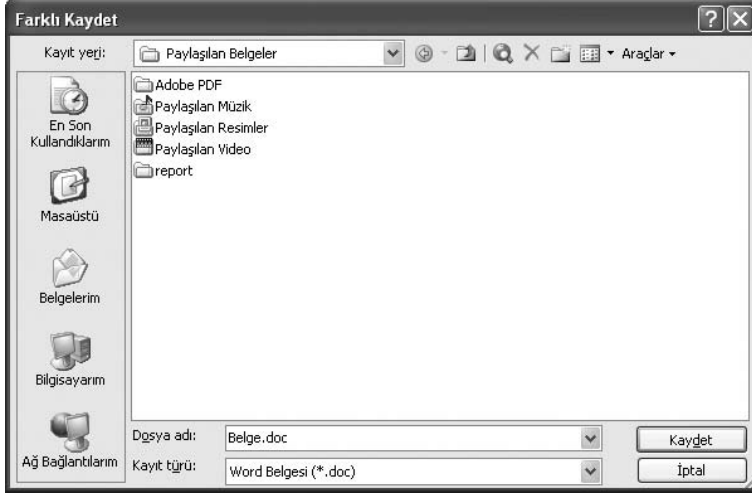 Farklı Kaydet
Kayıt yeri:
Paylaşılan Belgeler
Araçlar
En Son
Kullandıklarım
Masaüstü
Belgelerim
Bilgisayarım
Ağ Bağlantılarım
Adobe PDF
Paylaşılan Müzik
Paylaşılan Resimler
Paylaşılan Video
report
Dosya adı:
Belge.doc
Kaydet
Kayıt türü:
Word Belgesi (*.doc)
İptal